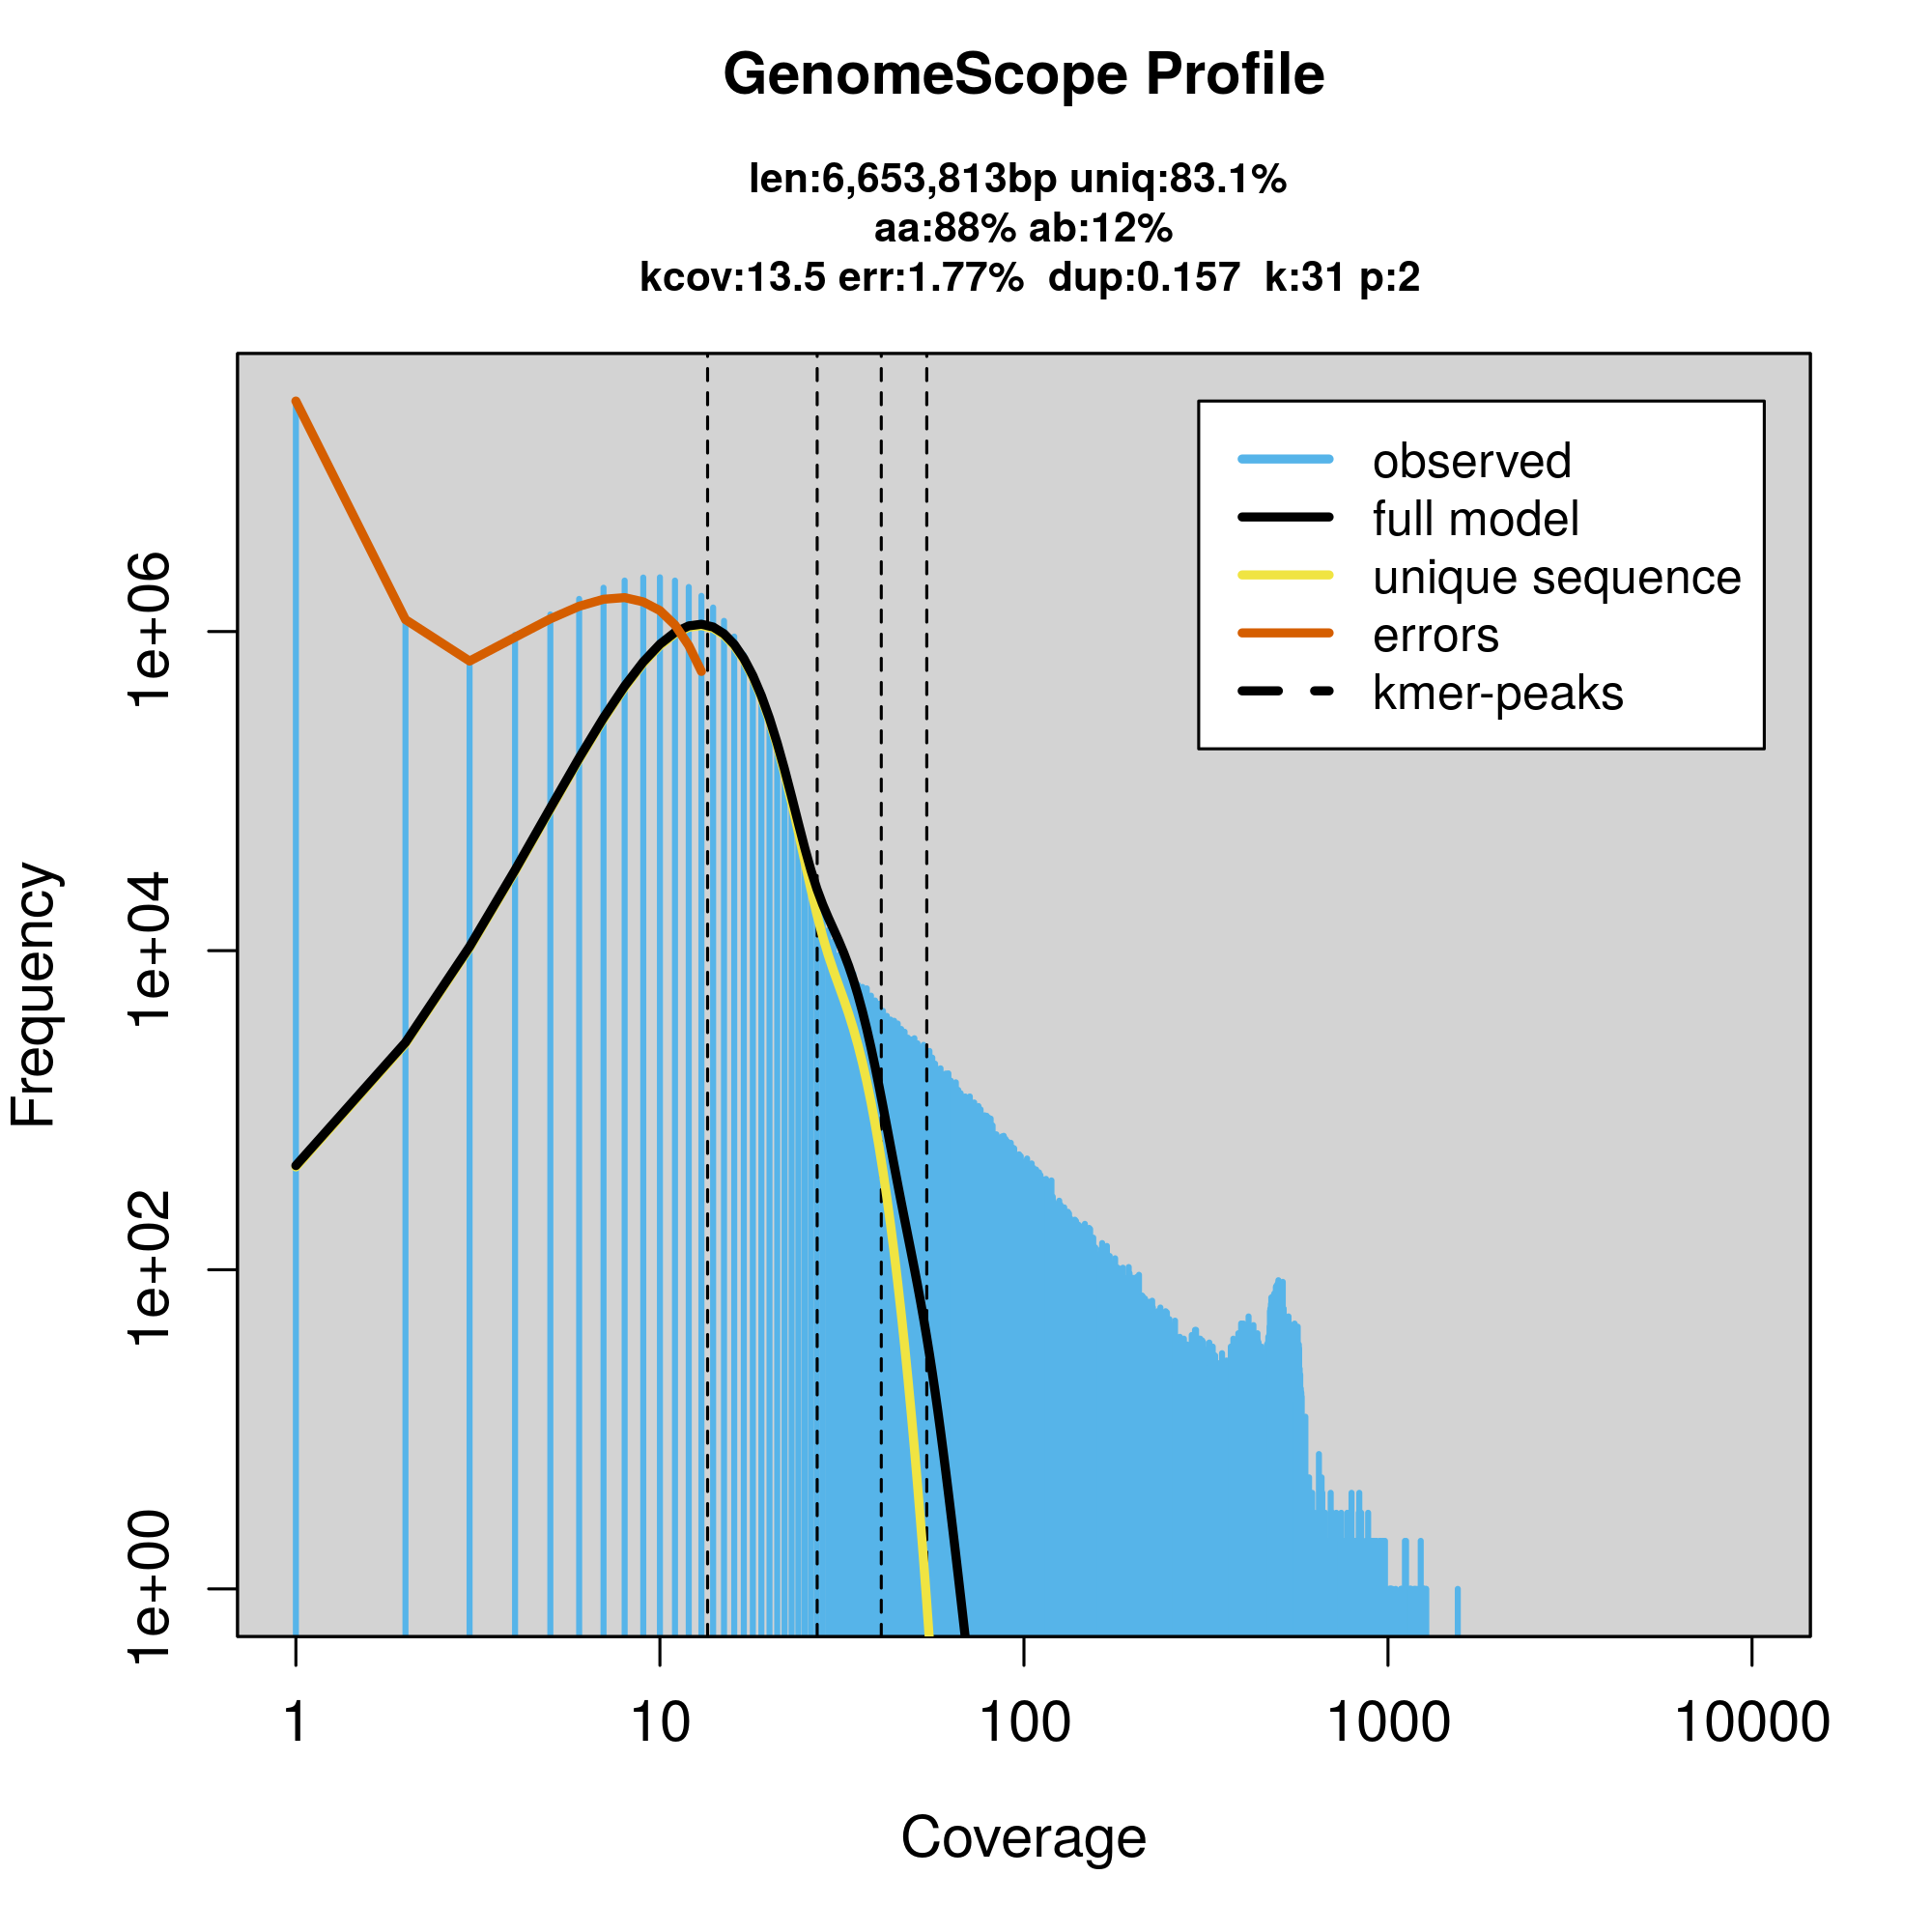 GenomeScope Profile
len:6,653,813bp uniq:83.1%
aa:88% ab:12%
kcov:13.5 err:1.77%  dup:0.157  k:31 p:2
observed
full model
unique sequence
errors
kmer-peaks
Frequency
1e+06
1e+04
1e+02
1e+00
1
10
100
1000
10000
Coverage